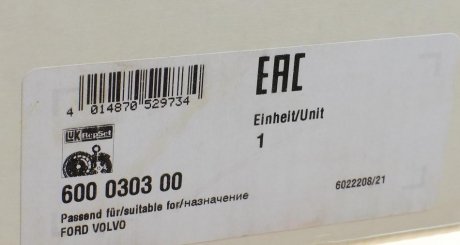 EAC
4 014870 529734
LuK RepSet
Einheit/Unit
1
600 0303 00
6022208/21
Passend für/suitable for/назначение
FORD VOLVO